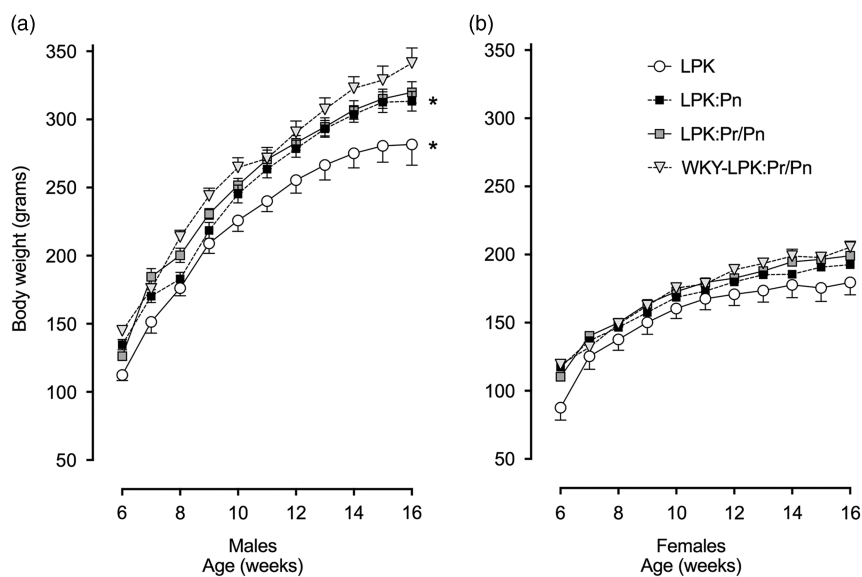 (a)
Body weight (grams)
350
300
250
200
150
100
50
*
*
6 8 10 12 14 16
Males
Age (weeks)
(b)
350
300
250
200
150
100
50
LPK
LPK:Pn
LPK:Pr/Pn
WKY-LPK:Pr/Pn
6 8 10 12 14 16
Females
Age (weeks)